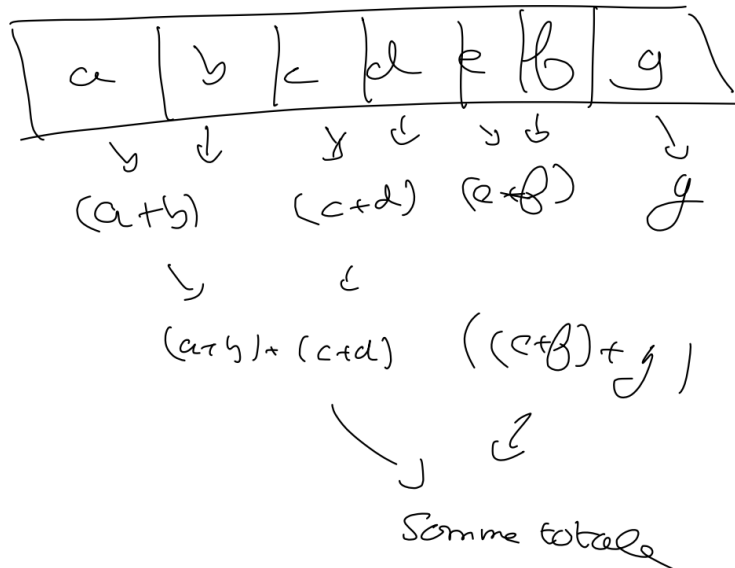 a b c d e f g
(a+b) (c+d) (e+f) g
(a+b)+(c+d) ((e+f)+g)
Somme totale